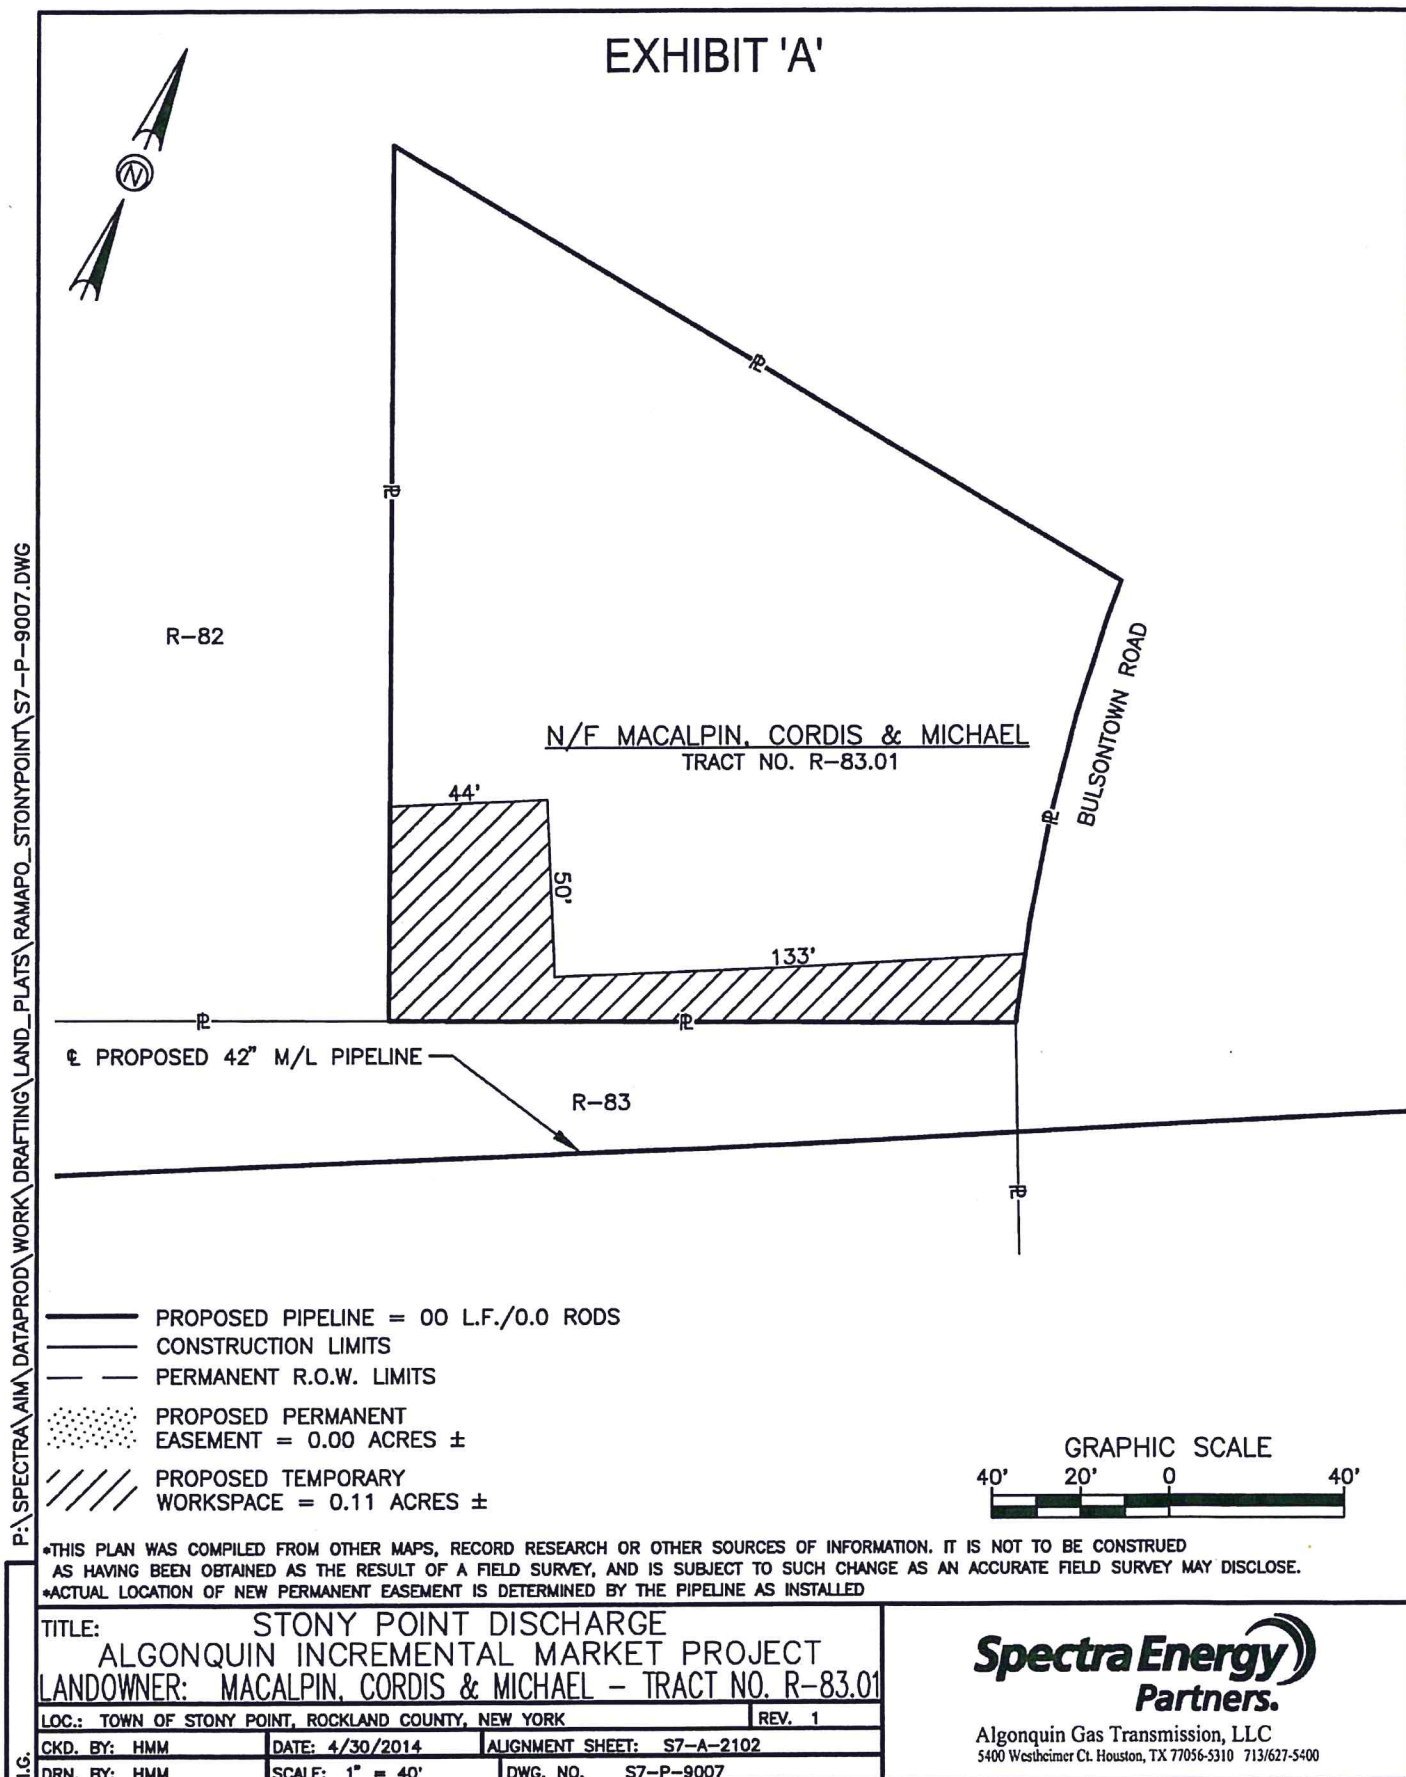 EXHIBIT 'A'
N
P:\SPECTRA\AIM\DATAPROD\WORK\DRAFTING\LAND_PLATS\RAMAPO_STONYPOINT\S7-P-9007.DWG
R-82
BULSONTOWN ROAD
N/F MACALPIN, CORDIS & MICHAEL
TRACT NO. R-83.01
44'
50'
133'
℄ PROPOSED 42" M/L PIPELINE
R-83
PROPOSED PIPELINE = 00 L.F./0.0 RODS
CONSTRUCTION LIMITS
PERMANENT R.O.W. LIMITS
PROPOSED PERMANENT
EASEMENT = 0.00 ACRES ±
PROPOSED TEMPORARY
WORKSPACE = 0.11 ACRES ±
GRAPHIC SCALE
40' 20' 0 40'
*THIS PLAN WAS COMPILED FROM OTHER MAPS, RECORD RESEARCH OR OTHER SOURCES OF INFORMATION. IT IS NOT TO BE CONSTRUED
AS HAVING BEEN OBTAINED AS THE RESULT OF A FIELD SURVEY, AND IS SUBJECT TO SUCH CHANGE AS AN ACCURATE FIELD SURVEY MAY DISCLOSE.
*ACTUAL LOCATION OF NEW PERMANENT EASEMENT IS DETERMINED BY THE PIPELINE AS INSTALLED
TITLE: STONY POINT DISCHARGE
ALGONQUIN INCREMENTAL MARKET PROJECT
LANDOWNER: MACALPIN, CORDIS & MICHAEL - TRACT NO. R-83.01
LOC.: TOWN OF STONY POINT, ROCKLAND COUNTY, NEW YORK REV. 1
CKD. BY: HMM DATE: 4/30/2014 ALIGNMENT SHEET: S7-A-2102
DRN. BY: HMM SCALE: 1" = 40' DWG. NO. S7-P-9007
Spectra Energy
Partners.
Algonquin Gas Transmission, LLC
5400 Westheimer Ct. Houston, TX 77056-5310 713/627-5400